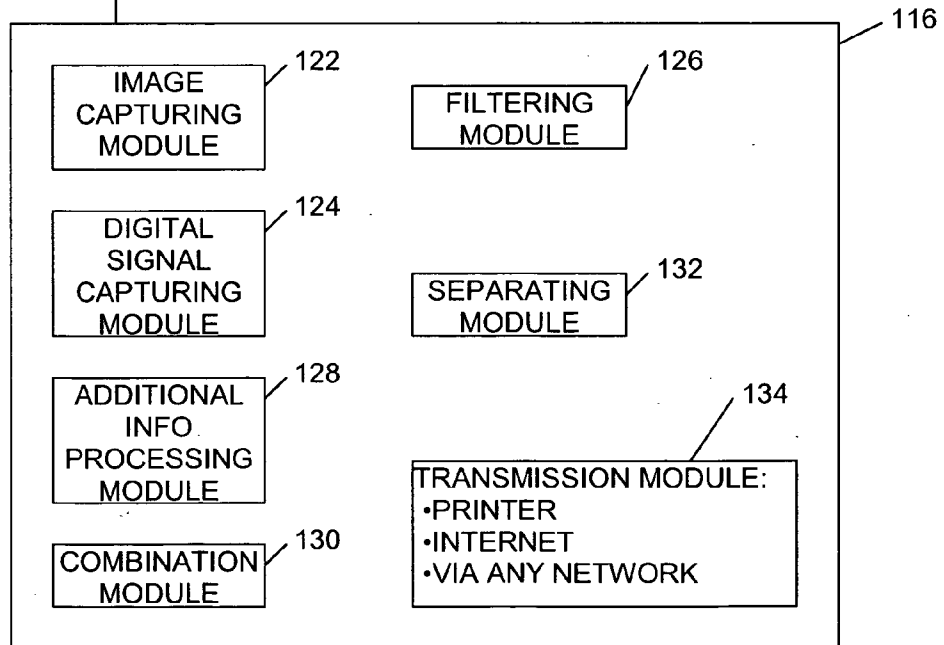 116
122
IMAGE
CAPTURING
MODULE
126
FILTERING
MODULE
124
DIGITAL
SIGNAL
CAPTURING
MODULE
132
SEPARATING
MODULE
128
ADDITIONAL
INFO
PROCESSING
MODULE
134
TRANSMISSION MODULE:
•PRINTER
•INTERNET
•VIA ANY NETWORK
130
COMBINATION
MODULE